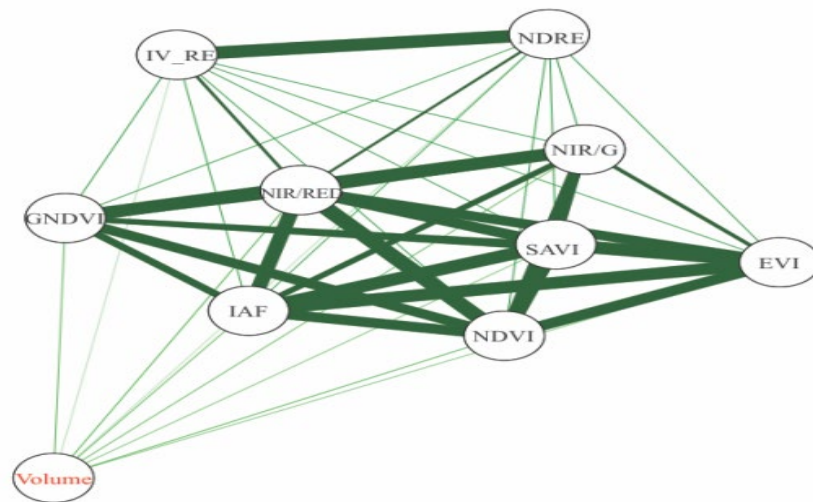 NDRE
IV_RE
NIR/G
NIR/RED
GNDVI
SAVI
EVI
IAF
NDVI
Volume